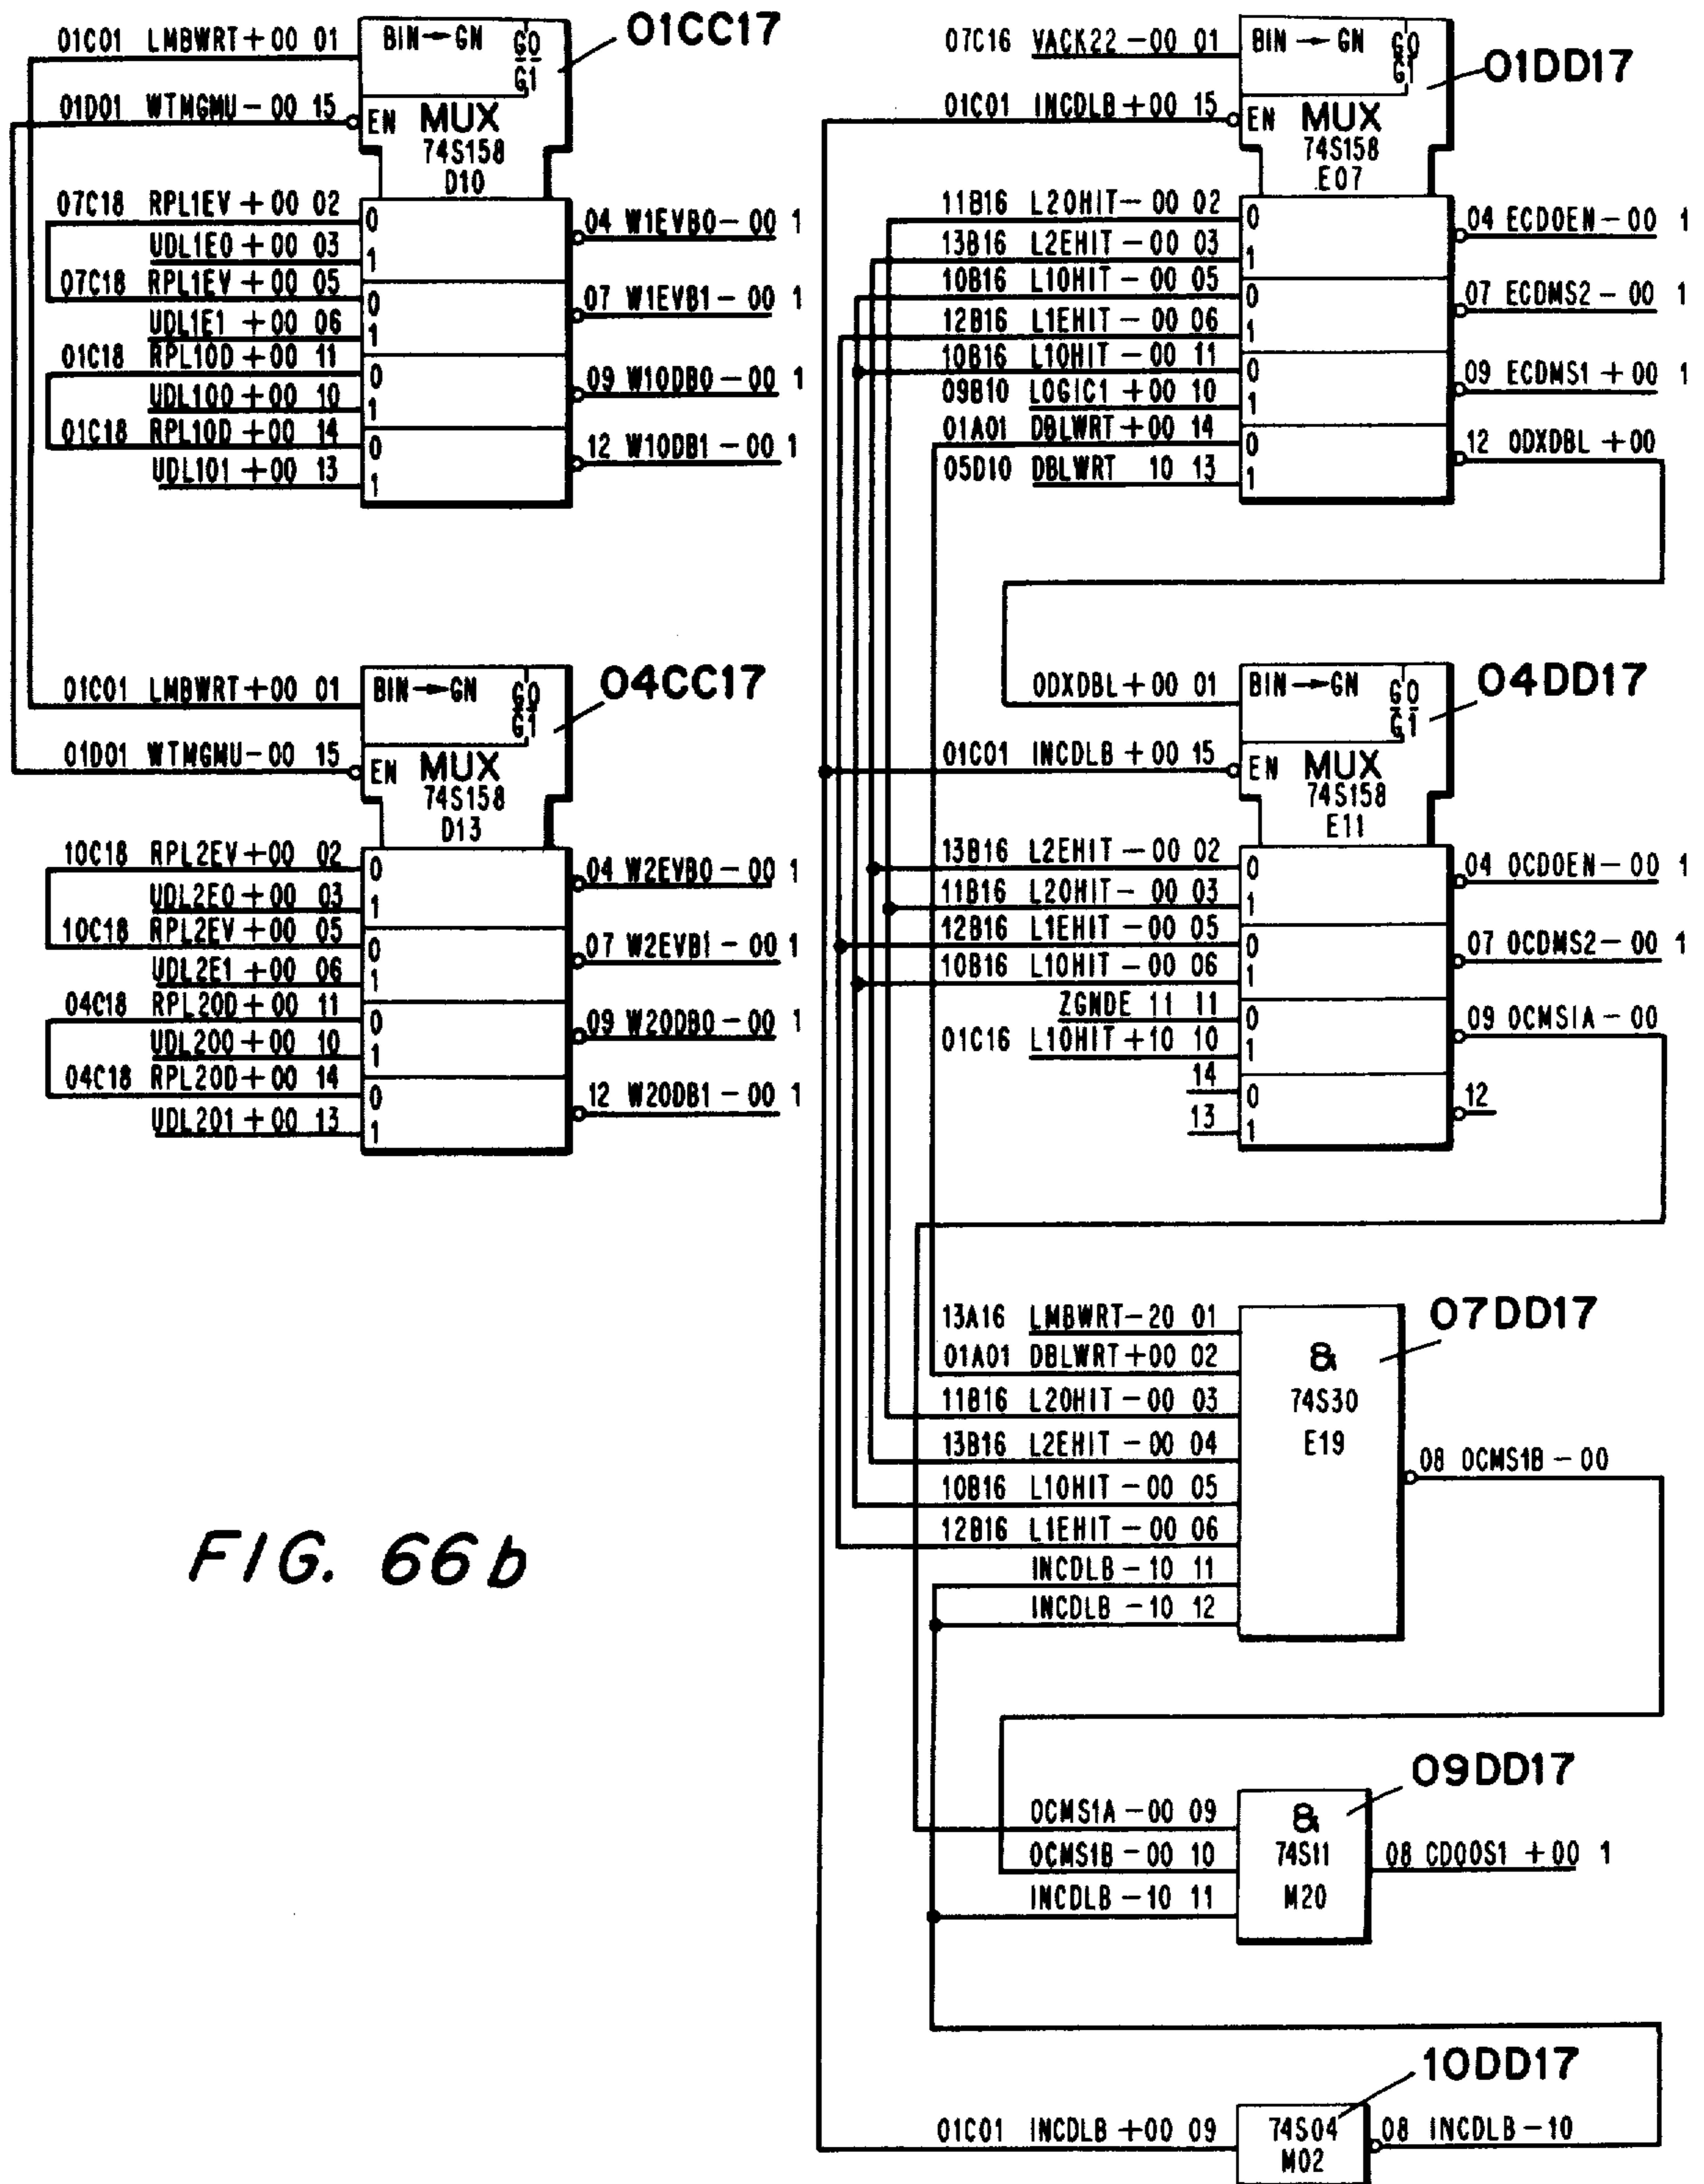 01CC17
01C01 LMBWRT+00 01
BIN→GN G0
G1
01D01 WTMGMU-00 15
EN MUX
74S158
D10
07C18 RPL1EV+00 02
0
UDL1E0+00 03
1
04 W1EVB0-00 1
07C18 RPL1EV+00 05
0
UDL1E1+00 06
1
07 W1EVB1-00 1
01C18 RPL10D+00 11
0
UDL100+00 10
1
09 W10DB0-00 1
01C18 RPL10D+00 14
0
UDL101+00 13
1
12 W10DB1-00 1
04CC17
01C01 LMBWRT+00 01
BIN→GN G0
G1
01D01 WTMGMU-00 15
EN MUX
74S158
D13
10C18 RPL2EV+00 02
0
UDL2E0+00 03
1
04 W2EVB0-00 1
10C18 RPL2EV+00 05
0
UDL2E1+00 06
1
07 W2EVB1-00 1
04C18 RPL20D+00 11
0
UDL200+00 10
1
09 W20DB0-00 1
04C18 RPL20D+00 14
0
UDL201+00 13
1
12 W20DB1-00 1
FIG. 66b
01DD17
07C16 VACK22-00 01
BIN→GN G0
G1
01C01 INCDLB+00 15
EN MUX
74S158
E07
11B16 L2OHIT-00 02
0
13B16 L2EHIT-00 03
1
04 ECDOEN-00 1
10B16 L1OHIT-00 05
0
12B16 L1EHIT-00 06
1
07 ECDMS2-00 1
10B16 L1OHIT-00 11
0
09B10 LOGIC1+00 10
1
09 ECDMS1+00 1
01A01 DBLWRT+00 14
0
05D10 DBLWRT 10 13
1
12 ODXDBL+00
04DD17
ODXDBL+00 01
BIN→GN G0
G1
01C01 INCDLB+00 15
EN MUX
74S158
E11
13B16 L2EHIT-00 02
0
11B16 L2OHIT-00 03
1
04 OCDOEN-00 1
12B16 L1EHIT-00 05
0
10B16 L1OHIT-00 06
1
07 OCDMS2-00 1
ZGNDE 11 11
0
01C16 L1OHIT+10 10
1
09 OCMS1A-00
14
0
13
1
12
07DD17
13A16 LMBWRT-20 01
01A01 DBLWRT+00 02
11B16 L2OHIT-00 03
13B16 L2EHIT-00 04
10B16 L1OHIT-00 05
12B16 L1EHIT-00 06
INCDLB-10 11
INCDLB-10 12
&
74S30
E19
08 OCMS1B-00
09DD17
OCMS1A-00 09
OCMS1B-00 10
INCDLB-10 11
&
74S11
M20
08 CDOOS1+00 1
10DD17
01C01 INCDLB+00 09
74S04
M02
08 INCDLB-10